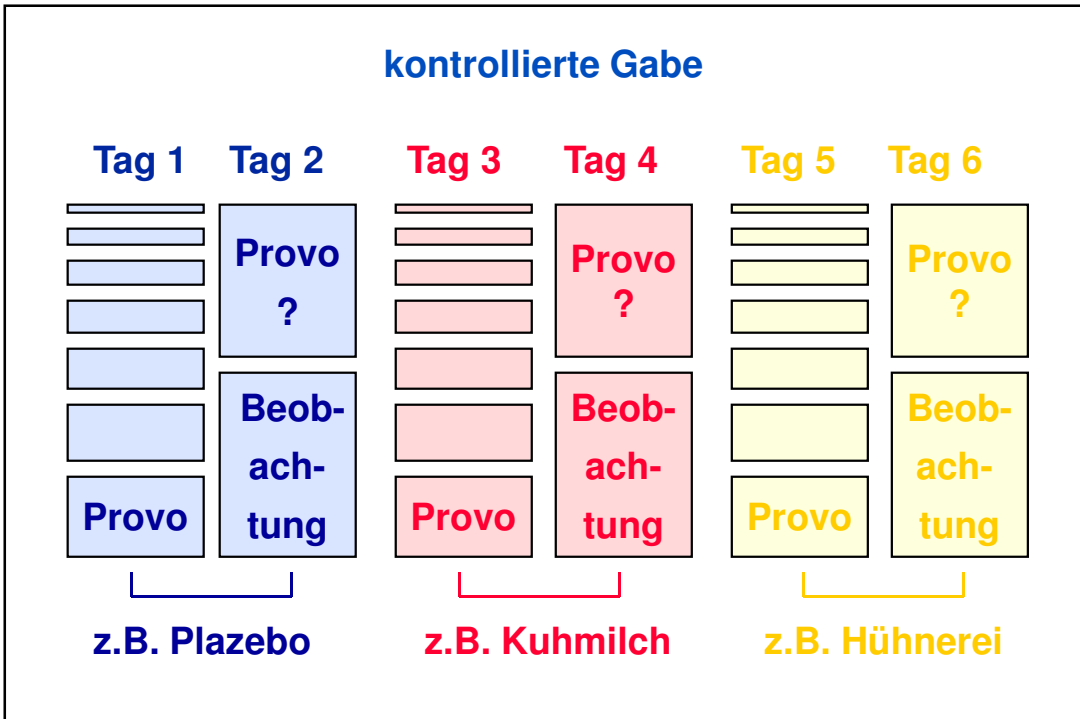 kontrollierte Gabe
Tag 1 Tag 2 Tag 3 Tag 4 Tag 5 Tag 6
Provo
?
Beob-
ach-
tung
Provo
Provo
?
Beob-
ach-
tung
Provo
Provo
?
Beob-
ach-
tung
Provo
z.B. Plazebo z.B. Kuhmilch z.B. Hühnerei